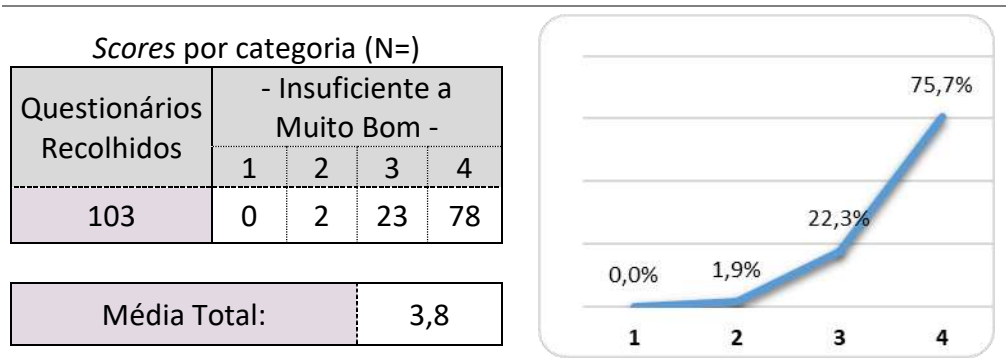 Scores por categoria (N=)
Questionários
Recolhidos
- Insuficiente a
Muito Bom -
1 2 3 4
103 0 2 23 78
Média Total: 3,8
75,7%
22,3%
1,9%
0,0%
1 2 3 4